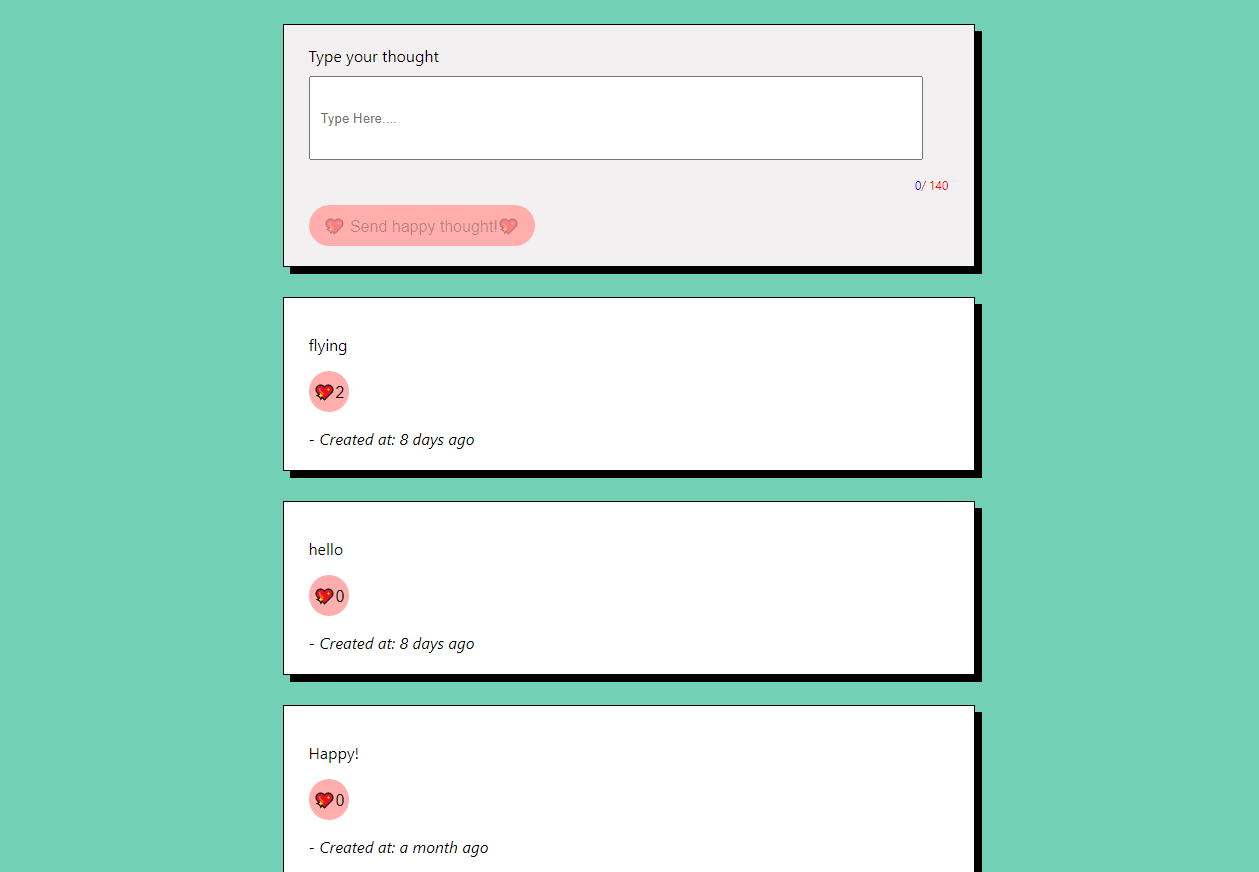 Type your thought
Type Here....
0/ 140
💖 Send happy thought!💖
flying
💖2
- Created at: 8 days ago
hello
💖0
- Created at: 8 days ago
Happy!
💖0
- Created at: a month ago